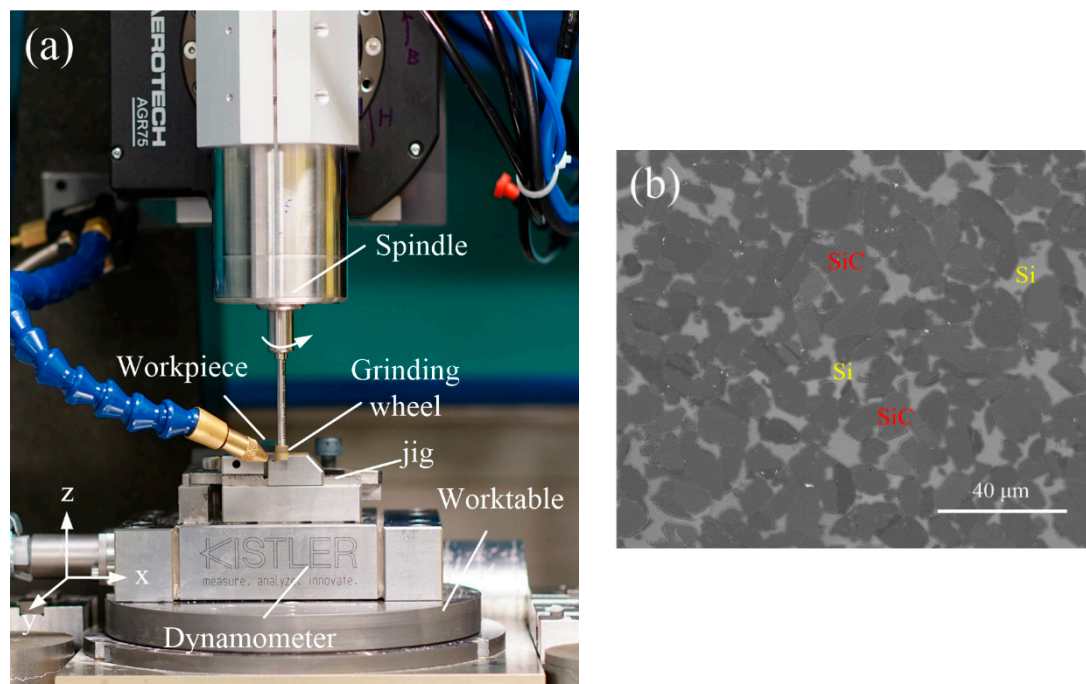 (a)
AEROTECH
AGR75
B
H
Spindle
Workpiece
Grinding
wheel
jig
Worktable
z
x
y
KISTLER
measure. analyze. innovate.
Dynamometer
(b)
SiC
Si
Si
SiC
40 μm